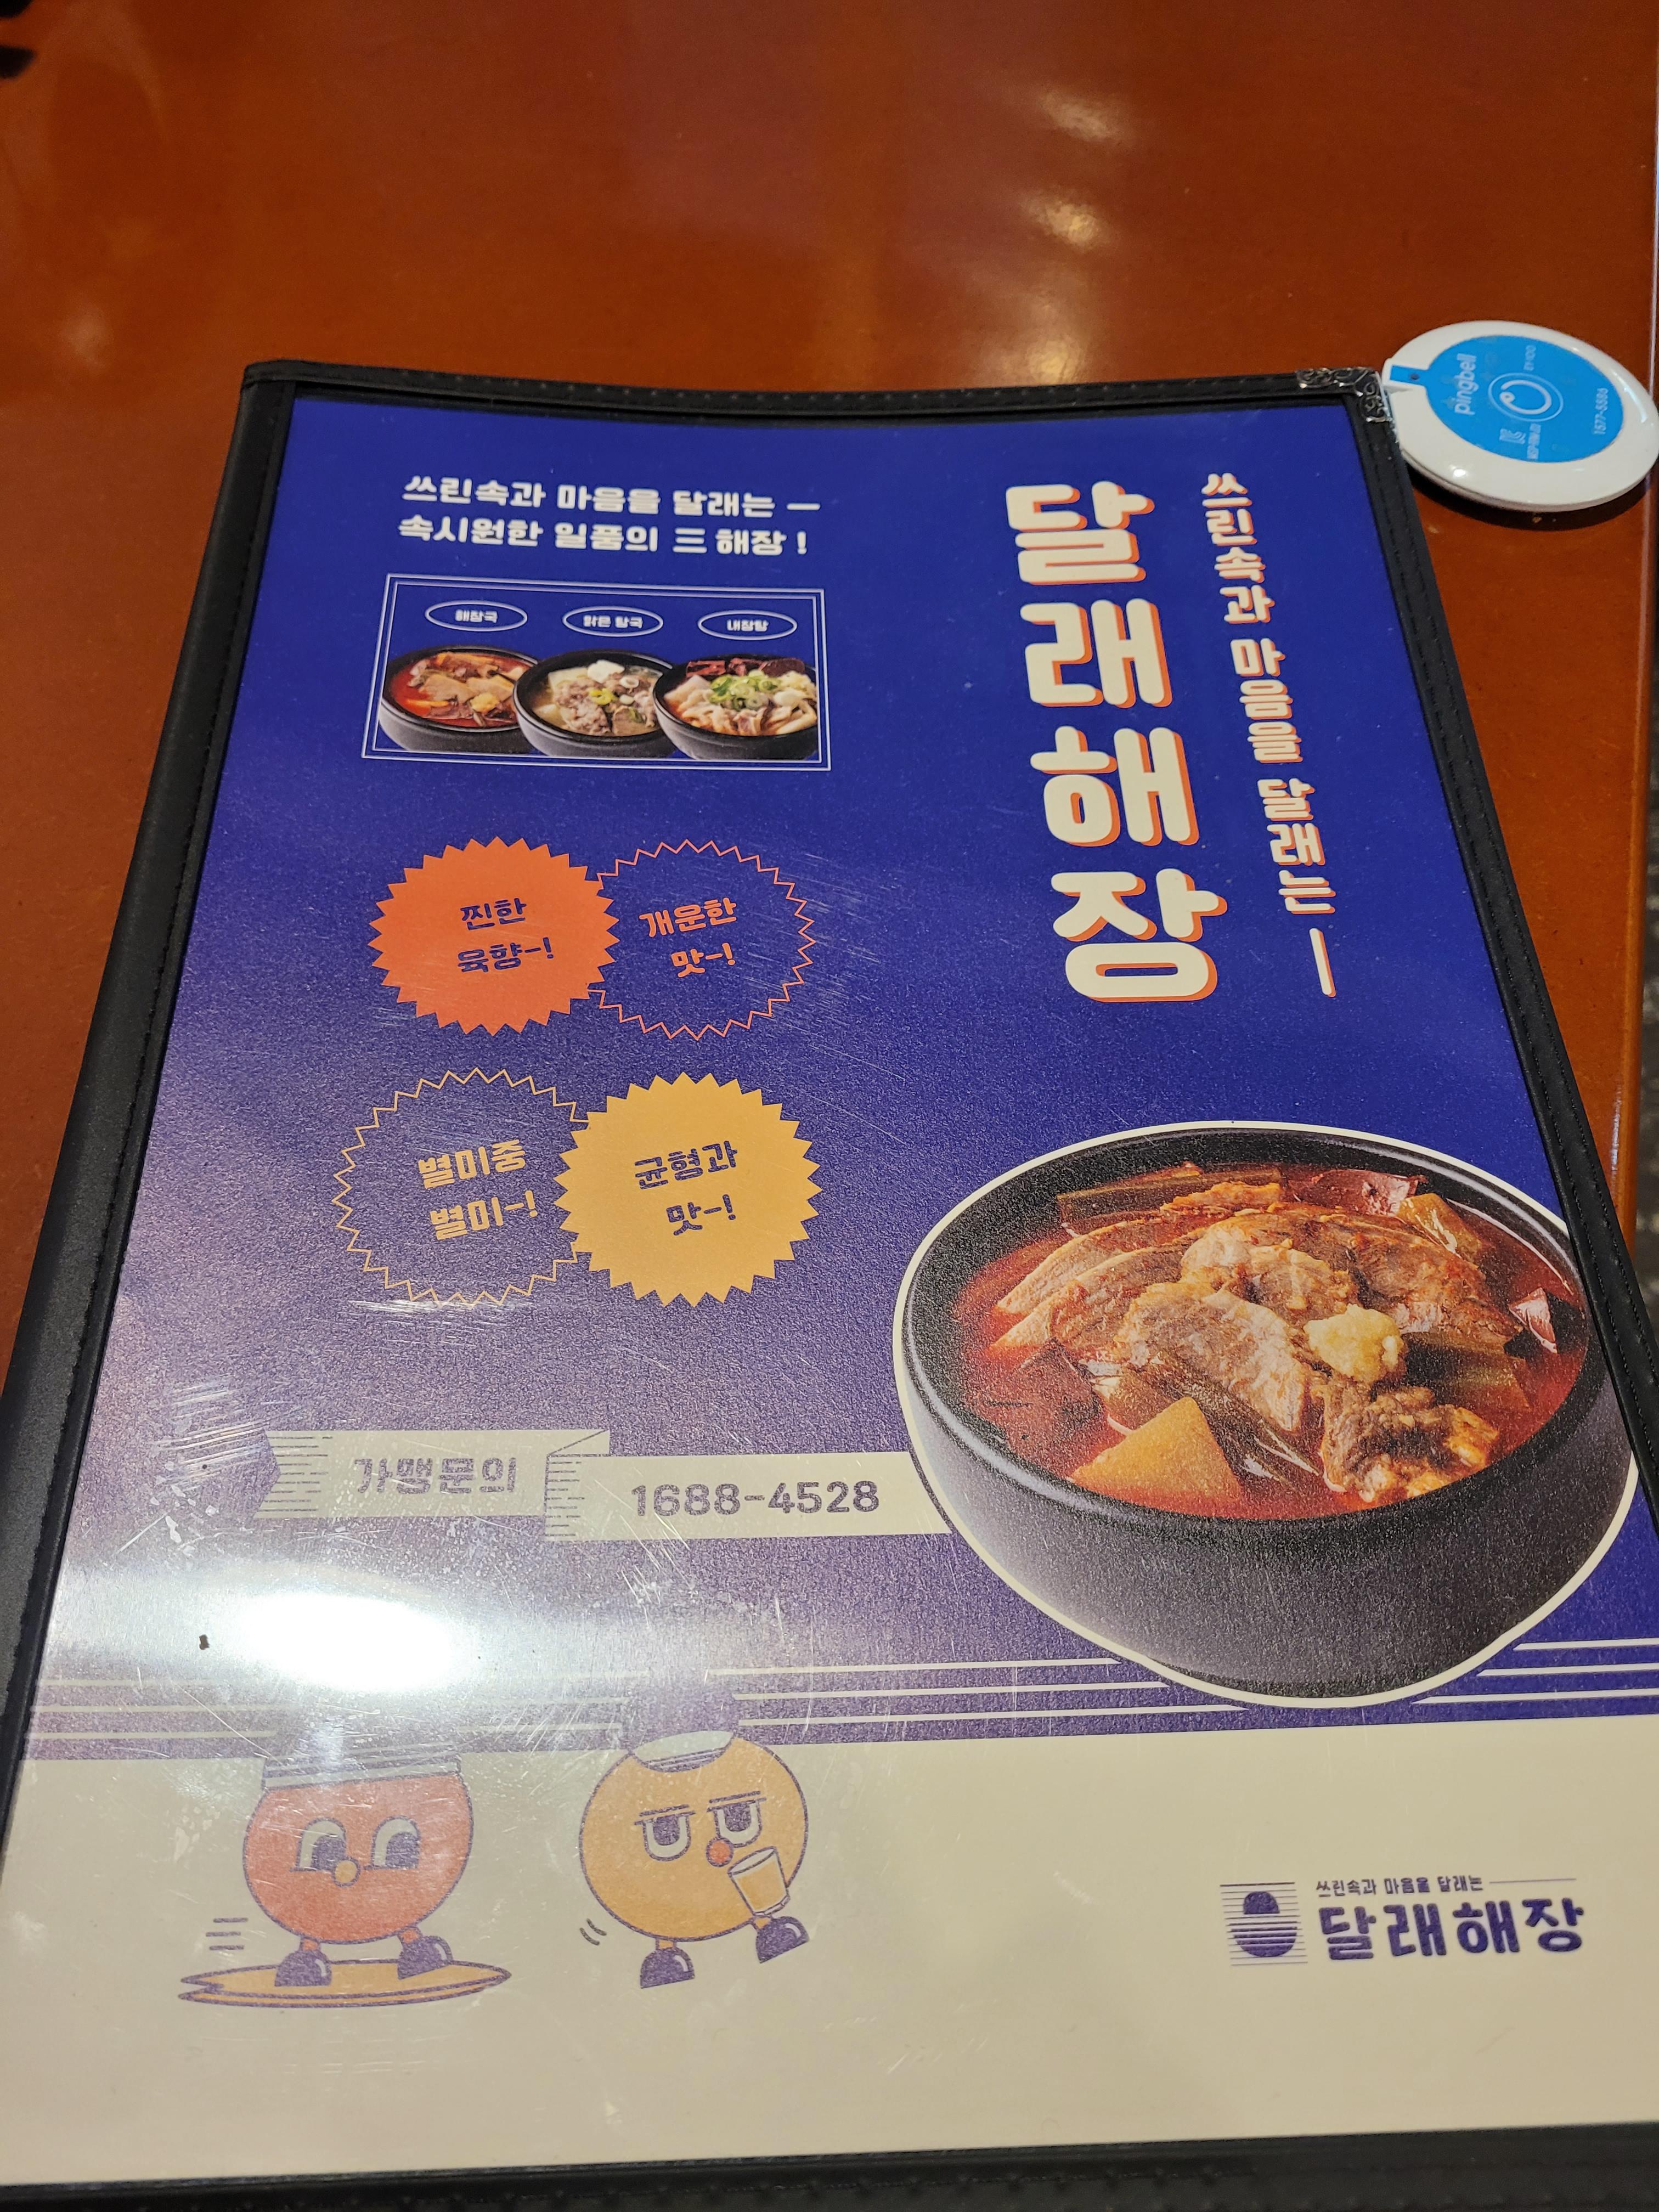 쓰린속과 마음을 달래는 —
속시원한 일품의 三 해장 !
해장국
맑은 탕국
내장탕
쓰린속과 마음을 달래는 —
달래해장
찐한
육향~!
개운한
맛~!
별미중
별미~!
균형과
맛~!
가맹문의
1688-4528
쓰린속과 마음을 달래는
달래해장
pingbell
1577-5585